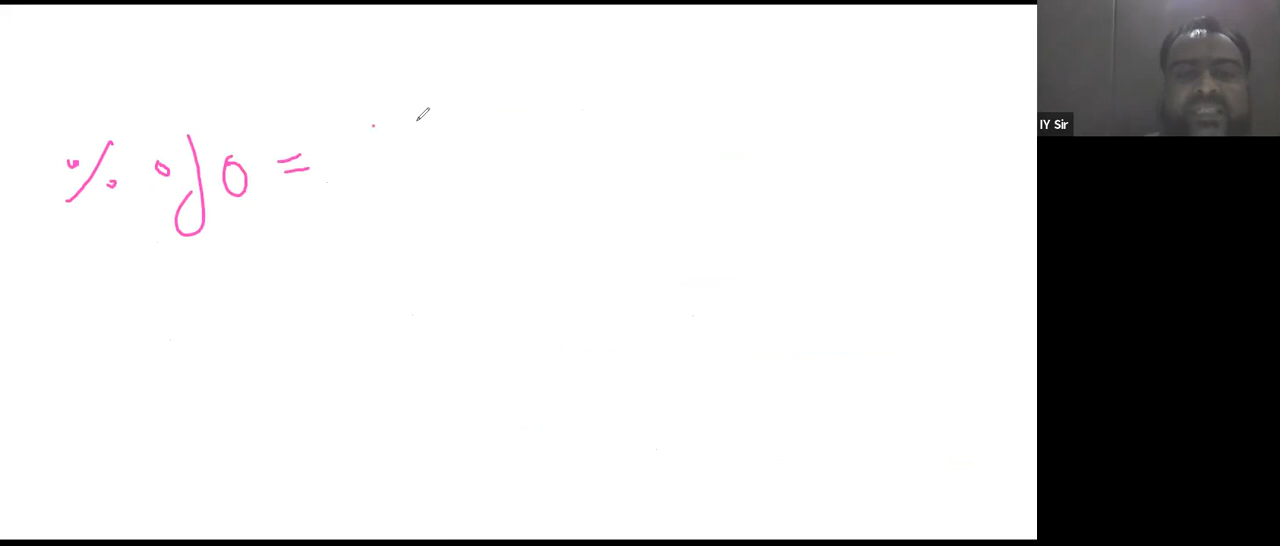 % of O =
IY Sir